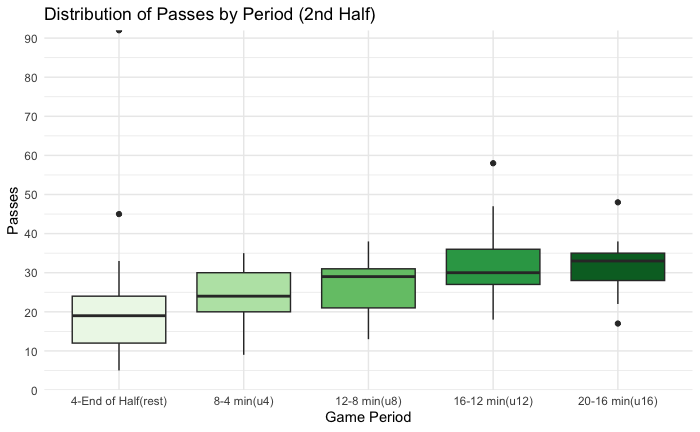 Distribution of Passes by Period (2nd Half)
90
80
70
60
50
40
30
20
10
0
Passes
4-End of Half(rest)
8-4 min(u4)
12-8 min(u8)
16-12 min(u12)
20-16 min(u16)
Game Period